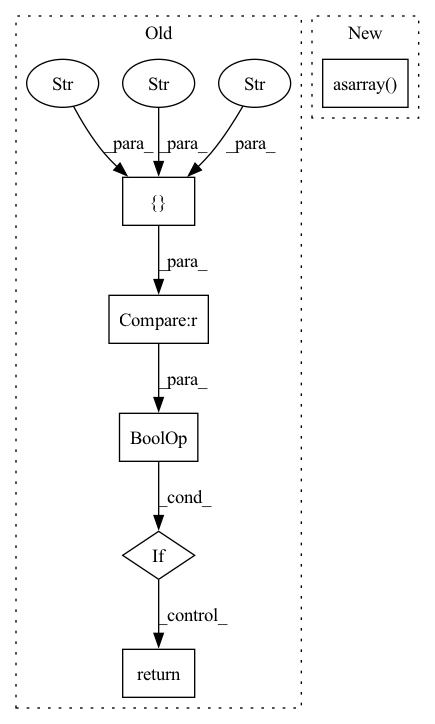 Old
New
Str
Str
Str
asarray()
_para_
_para_
_para_
{}
_para_
Compare:r
_para_
BoolOp
_cond_
If
_control_
return